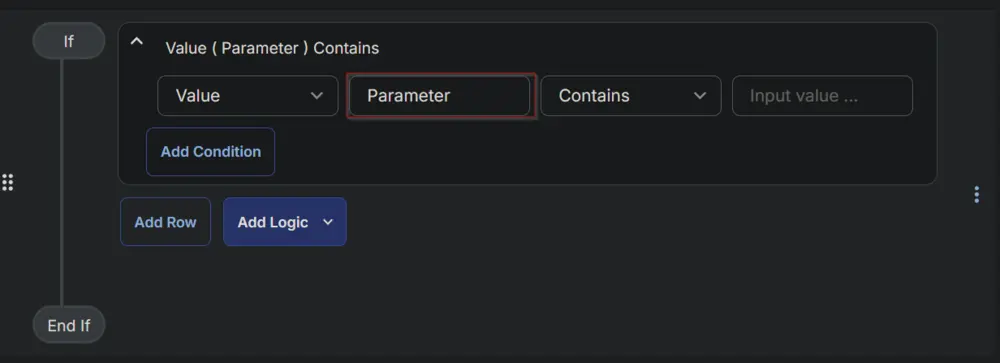 If
Value ( Parameter ) Contains
Value Parameter Contains Input value ...
Add Condition
Add Row Add Logic
End If